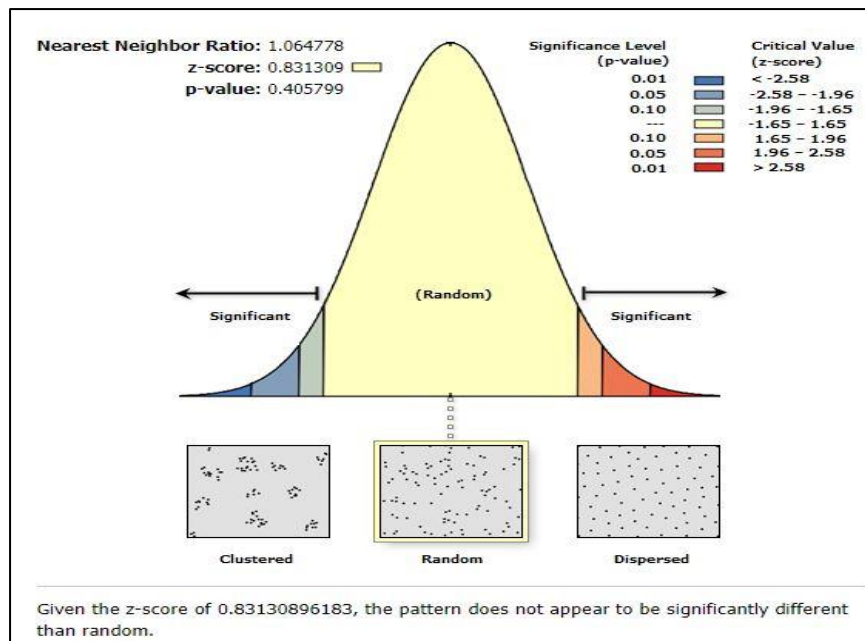 Nearest Neighbor Ratio: 1.064778
z-score: 0.831309
p-value: 0.405799
Significance Level
(p-value)
Critical Value
(z-score)
0.01 < -2.58
0.05 -2.58 – -1.96
0.10 -1.96 – -1.65
--- -1.65 – 1.65
0.10 1.65 – 1.96
0.05 1.96 – 2.58
0.01 > 2.58
Significant
(Random)
Significant
Clustered
Random
Dispersed
Given the z-score of 0.83130896183, the pattern does not appear to be significantly different
than random.